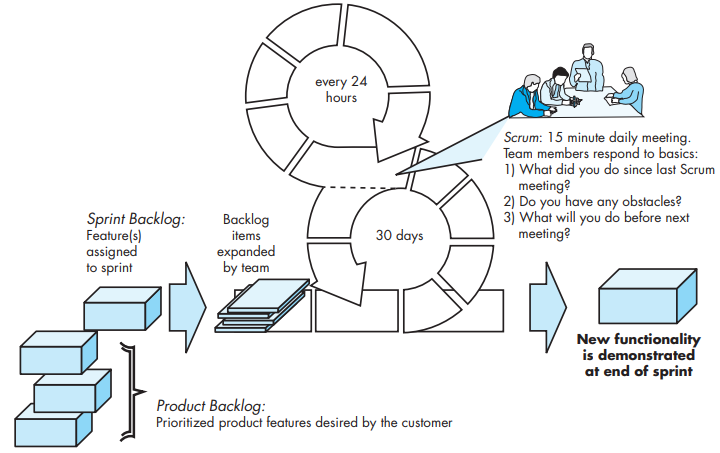 every 24
hours
Scrum: 15 minute daily meeting.
Team members respond to basics:
1) What did you do since last Scrum
meeting?
2) Do you have any obstacles?
3) What will you do before next
meeting?
Sprint Backlog:
Feature(s)
assigned
to sprint
Backlog
items
expanded
by team
30 days
New functionality
is demonstrated
at end of sprint
Product Backlog:
Prioritized product features desired by the customer